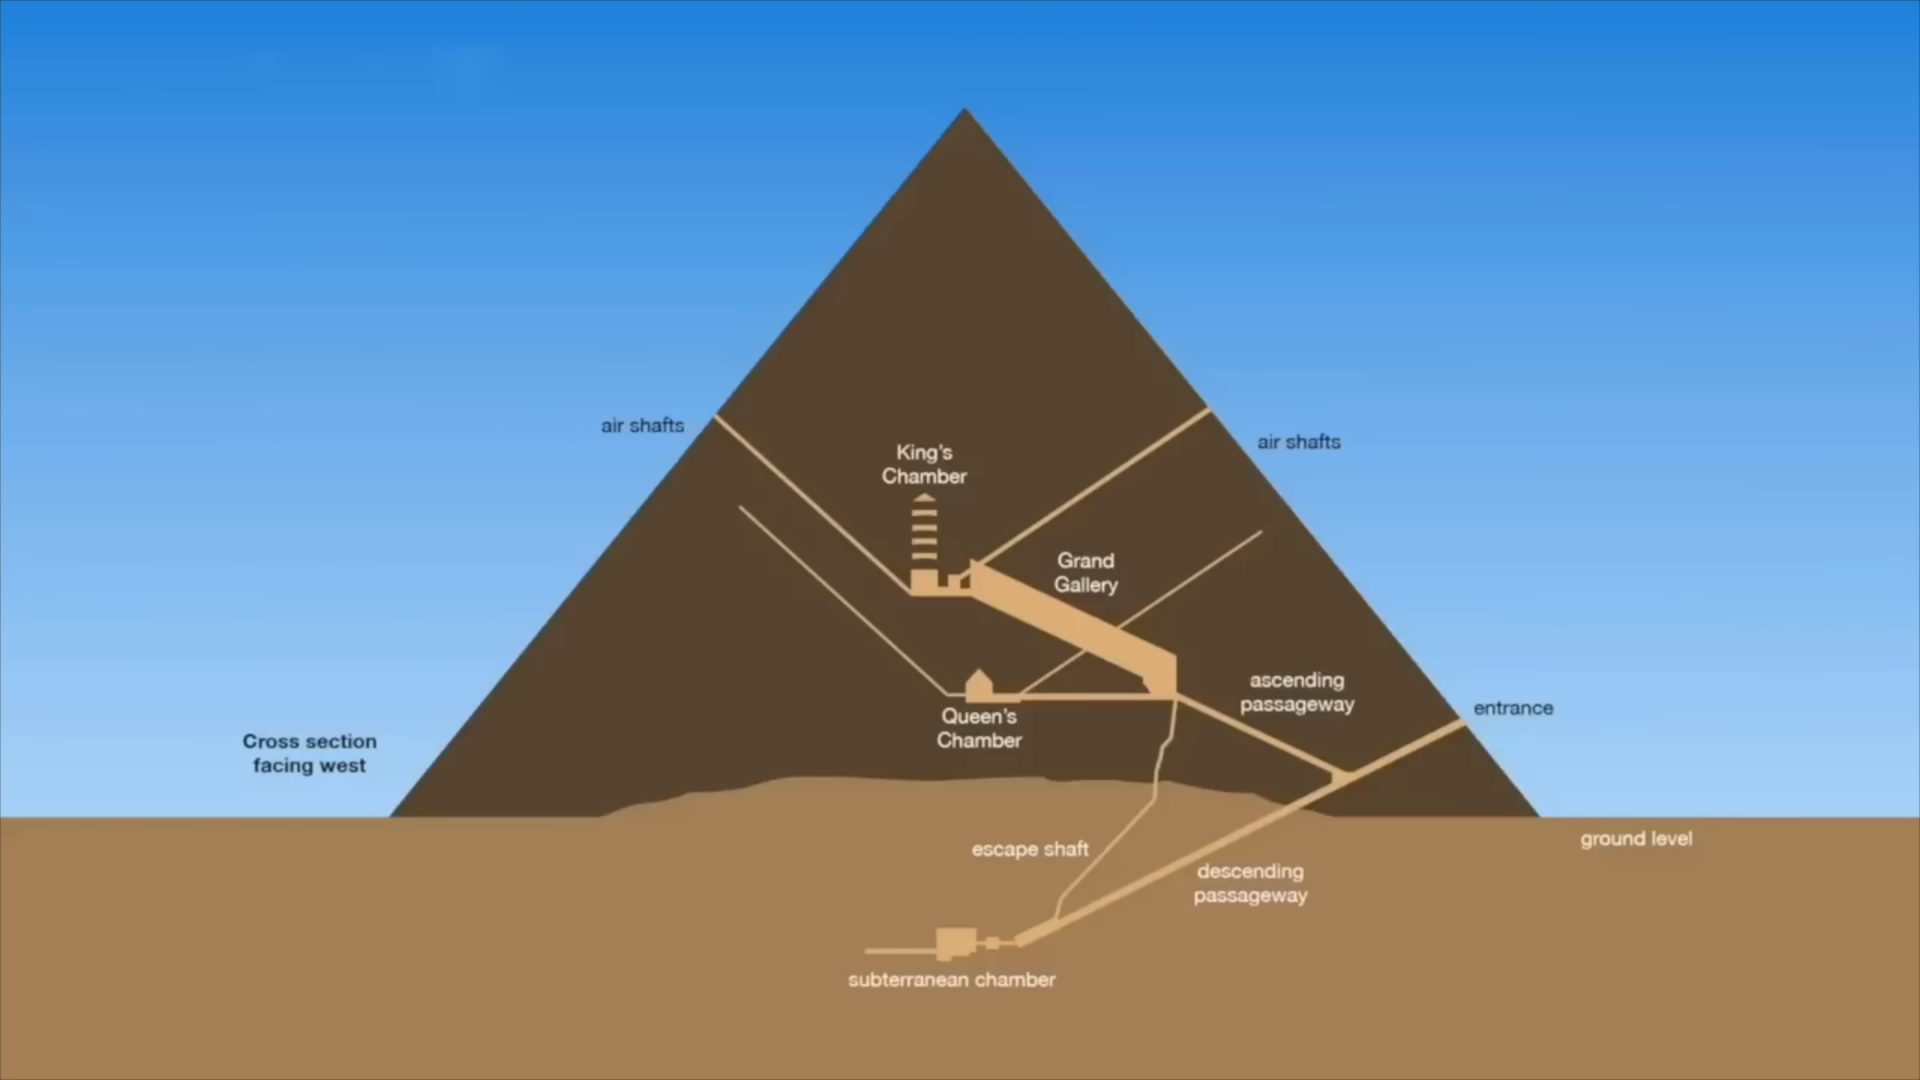 air shafts
King's
Chamber
air shafts
Grand
Gallery
ascending
passageway
entrance
Queen's
Chamber
Cross section
facing west
ground level
escape shaft
descending
passageway
subterranean chamber